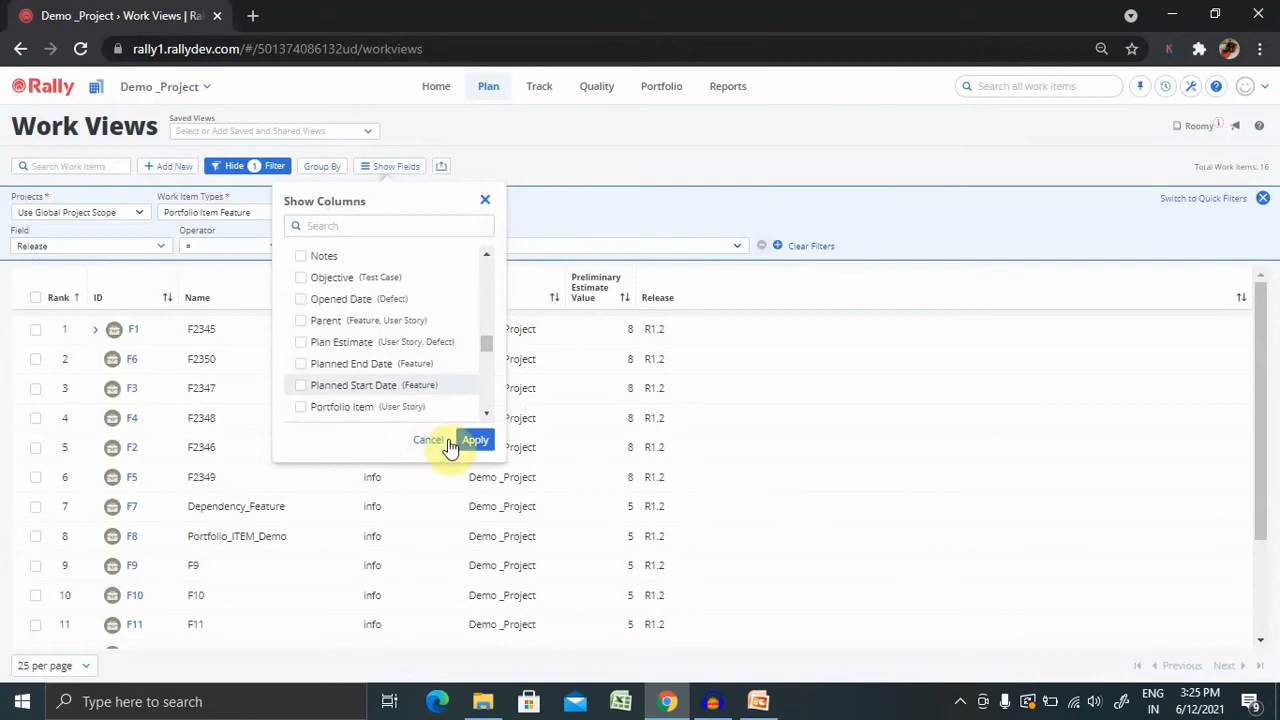 Demo _Project › Work Views | Ral
rally1.rallydev.com/#/501374086132ud/workviews
K
Rally
Demo _Project
Home
Plan
Track
Quality
Portfolio
Reports
Search all work items
Work Views
Saved Views
Select or Add Saved and Shared Views
Roomy
Search Work Items
+ Add New
Hide 1 Filter
Group By
Show Fields
Total Work Items: 16
Projects *
Work Item Types *
Use Global Project Scope
Portfolio Item Feature
Switch to Quick Filters
Field
Operator
Release
=
Clear Filters
Show Columns
Search
Notes
Objective (Test Case)
Opened Date (Defect)
Parent (Feature, User Story)
Plan Estimate (User Story, Defect)
Planned End Date (Feature)
Planned Start Date (Feature)
Portfolio Item (User Story)
Cancel
Apply
Rank
ID
Name
Preliminary
Estimate
Value
Release
1 F1 F2345 Project 8 R1.2
2 F6 F2350 Project 8 R1.2
3 F3 F2347 Project 8 R1.2
4 F4 F2348 Project 8 R1.2
5 F2 F2346 Project 8 R1.2
6 F5 F2349 info Demo _Project 8 R1.2
7 F7 Dependency_Feature info Demo _Project 5 R1.2
8 F8 Portfolio_ITEM_Demo info Demo _Project 5 R1.2
9 F9 F9 info Demo _Project 5 R1.2
10 F10 F10 info Demo _Project 5 R1.2
11 F11 F11 info Demo _Project 5 R1.2
25 per page
Previous
Next
Type here to search
ENG
IN
3:25 PM
6/12/2021
9